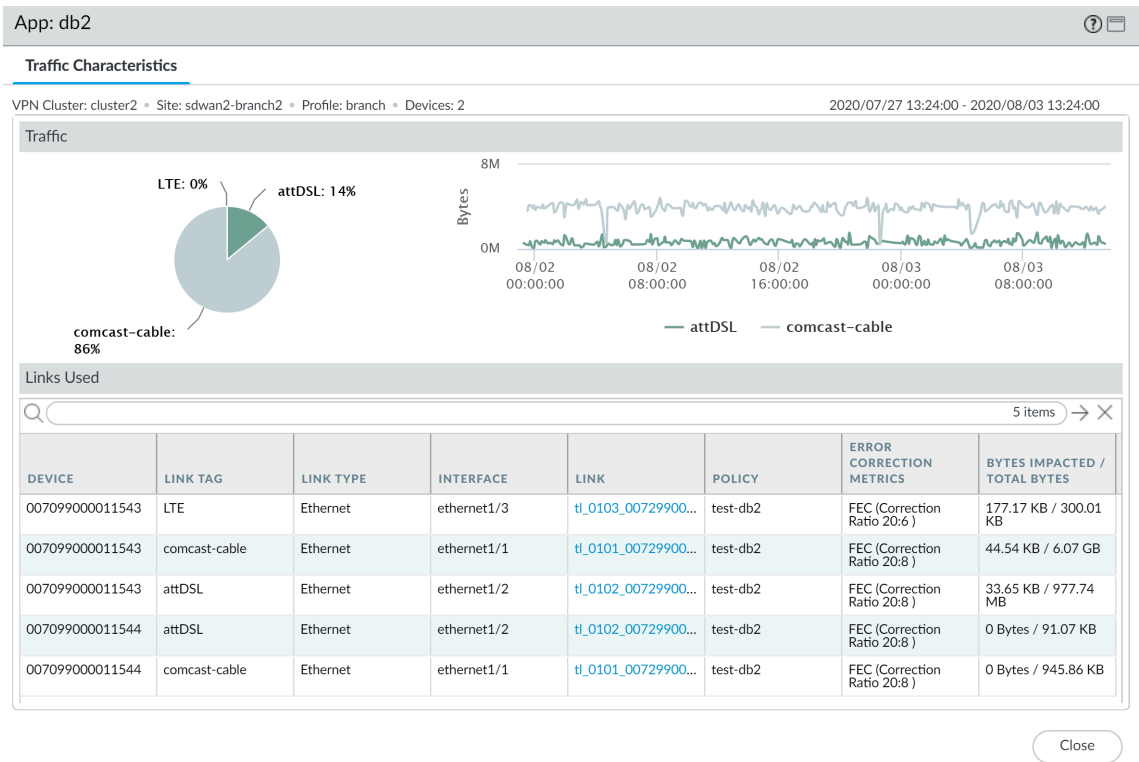 App: db2
Traffic Characteristics
VPN Cluster: cluster2 • Site: sdwan2-branch2 • Profile: branch • Devices: 2
2020/07/27 13:24:00 - 2020/08/03 13:24:00
Traffic
LTE: 0%
attDSL: 14%
comcast-cable:
86%
8M
Bytes
0M
08/02 08/02 08/02 08/03 08/03
00:00:00 08:00:00 16:00:00 00:00:00 08:00:00
attDSL comcast-cable
Links Used
5 items
DEVICE LINK TAG LINK TYPE INTERFACE LINK POLICY ERROR CORRECTION METRICS BYTES IMPACTED / TOTAL BYTES
007099000011543 LTE Ethernet ethernet1/3 tl_0103_00729900... test-db2 FEC (Correction Ratio 20:6 ) 177.17 KB / 300.01 KB
007099000011543 comcast-cable Ethernet ethernet1/1 tl_0101_00729900... test-db2 FEC (Correction Ratio 20:8 ) 44.54 KB / 6.07 GB
007099000011543 attDSL Ethernet ethernet1/2 tl_0102_00729900... test-db2 FEC (Correction Ratio 20:8 ) 33.65 KB / 977.74 MB
007099000011544 attDSL Ethernet ethernet1/2 tl_0102_00729900... test-db2 FEC (Correction Ratio 20:8 ) 0 Bytes / 91.07 KB
007099000011544 comcast-cable Ethernet ethernet1/1 tl_0101_00729900... test-db2 FEC (Correction Ratio 20:8 ) 0 Bytes / 945.86 KB
Close